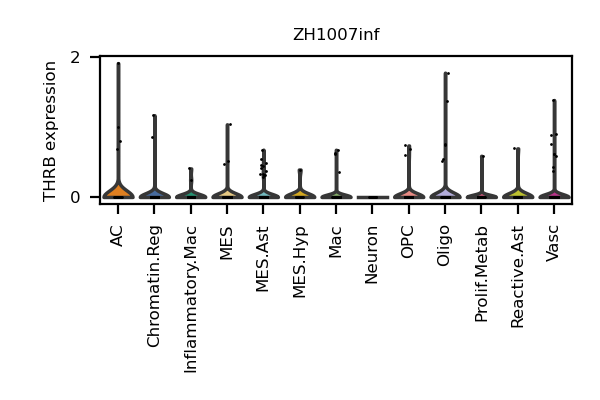 ZH1007inf
THRB expression
2
0
AC
Chromatin.Reg
Inflammatory.Mac
MES
MES.Ast
MES.Hyp
Mac
Neuron
OPC
Oligo
Prolif.Metab
Reactive.Ast
Vasc